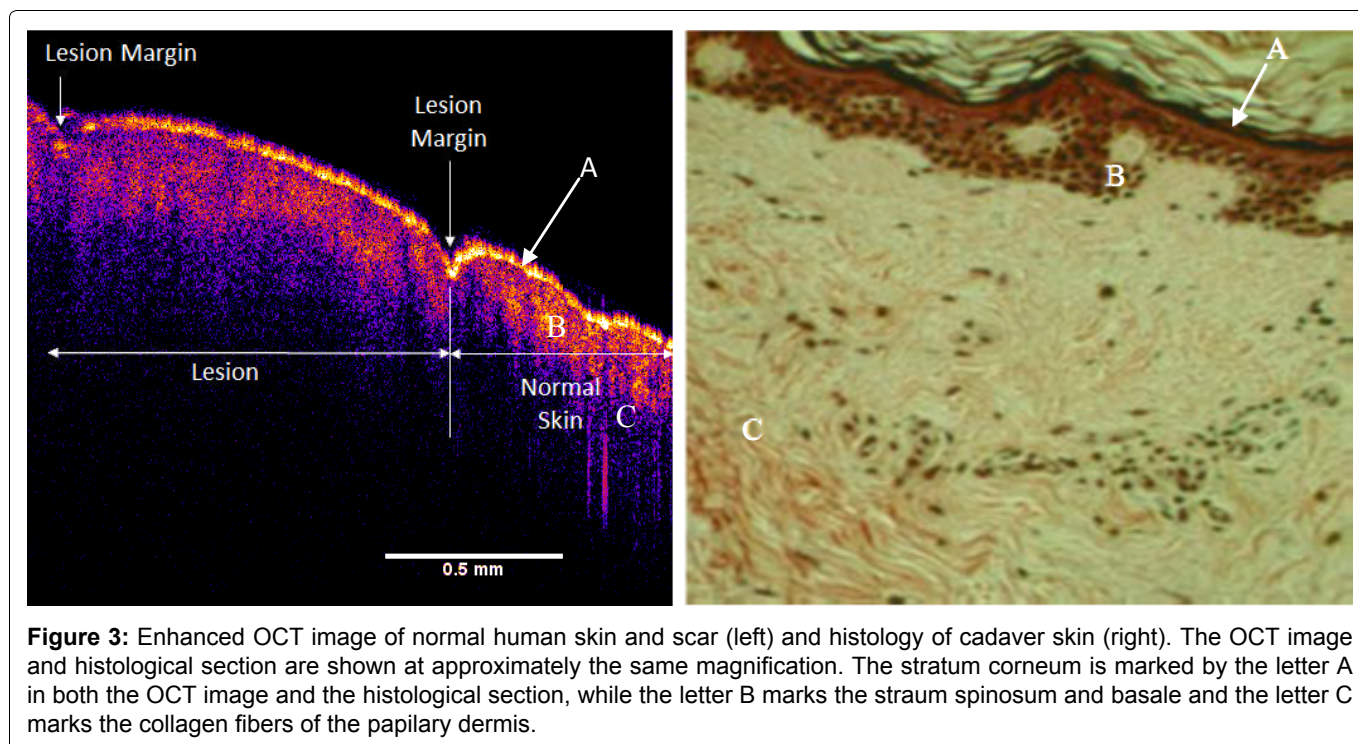 Lesion Margin
Lesion
Margin
A
B
Lesion
Normal
Skin
C
0.5 mm
A
B
C
Figure 3: Enhanced OCT image of normal human skin and scar (left) and histology of cadaver skin (right). The OCT image
and histological section are shown at approximately the same magnification. The stratum corneum is marked by the letter A
in both the OCT image and the histological section, while the letter B marks the straum spinosum and basale and the letter C
marks the collagen fibers of the papilary dermis.